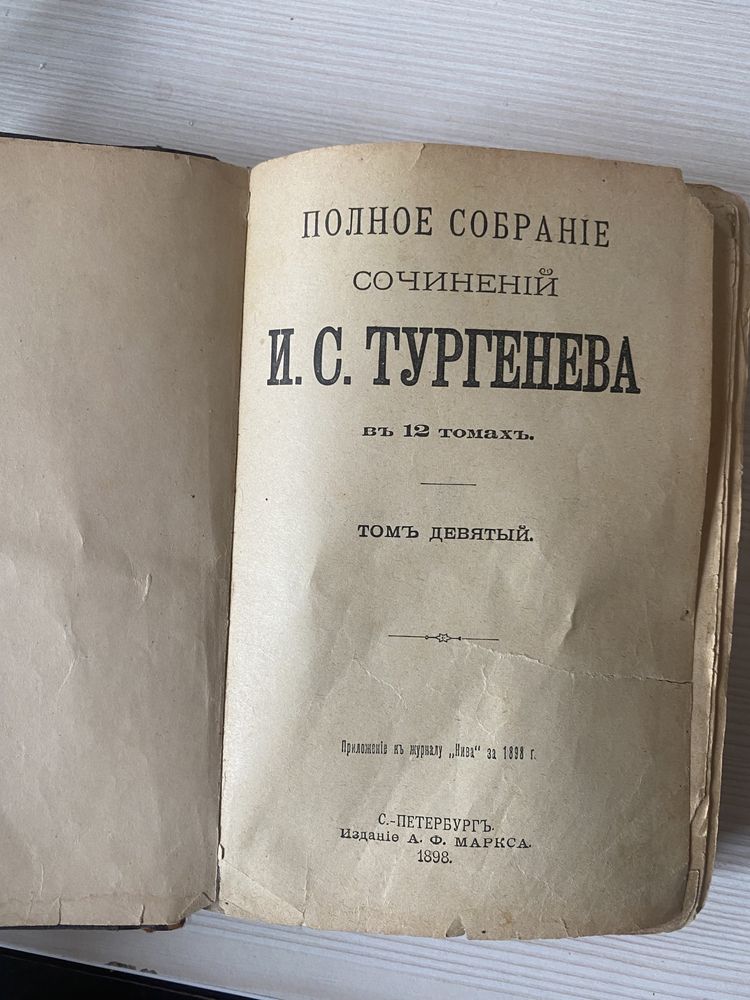 ПОЛНОЕ СОБРАНІЕ
СОЧИНЕНІЙ
И. С. ТУРГЕНЕВА
въ 12 томахъ.
ТОМЪ ДЕВЯТЫЙ.
Приложеніе къ журналу „Нива“ за 1898 г.
С.-ПЕТЕРБУРГЪ.
Изданіе А. Ф. МАРКСА.
1898.